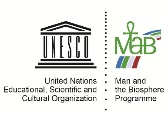 UNESCO
MAB
United Nations
Educational, Scientific and
Cultural Organization
Man and
the Biosphere
Programme